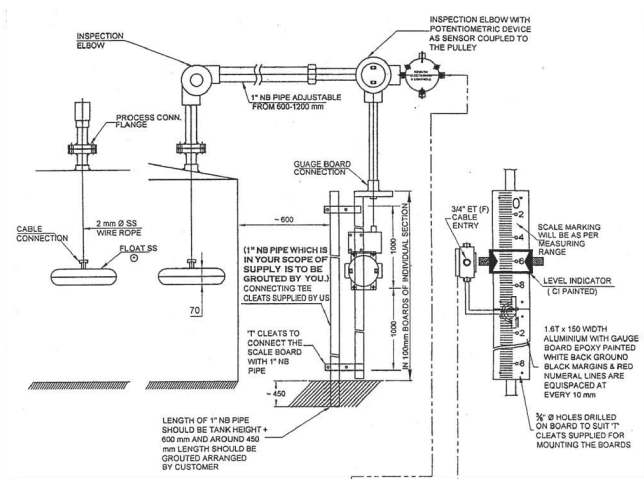 INSPECTION
ELBOW
INSPECTION ELBOW WITH
POTENTIOMETRIC DEVICE
AS SENSOR COUPLED TO
THE PULLEY
1" NB PIPE ADJUSTABLE
FROM 600-1200 mm
PROCESS CONN.
FLANGE
GUAGE BOARD
CONNECTION
2 mm Ø SS
WIRE ROPE
CABLE
CONNECTION
FLOAT SS
70
~ 600
(1" NB PIPE WHICH IS
IN YOUR SCOPE OF
SUPPLY IS TO BE
GROUTED BY YOU.)
CONNECTING TEE
CLEATS SUPPLIED BY US
'T' CLEATS TO
CONNECT THE
SCALE BOARD
WITH 1" NB
PIPE
~ 450
LENGTH OF 1" NB PIPE
SHOULD BE TANK HEIGHT +
600 mm AND AROUND 450
mm LENGTH SHOULD BE
GROUTED ARRANGED
BY CUSTOMER
1000
1000
IN 100mm BOARDS OF INDIVIDUAL SECTION
3/4" ET (F)
CABLE
ENTRY
0
2
4
6
8
1
2
8
SCALE MARKING
WILL BE AS PER
MEASURING
RANGE
LEVEL INDICATOR
( CI PAINTED)
1.6T x 150 WIDTH
ALUMINIUM WITH GAUGE
BOARD EPOXY PAINTED
WHITE BACK GROUND
BLACK MARGINS & RED
NUMERAL LINES ARE
EQUISPACED AT
EVERY 10 mm
Ø HOLES DRILLED
ON BOARD TO SUIT 'T'
CLEATS SUPPLIED FOR
MOUNTING THE BOARDS